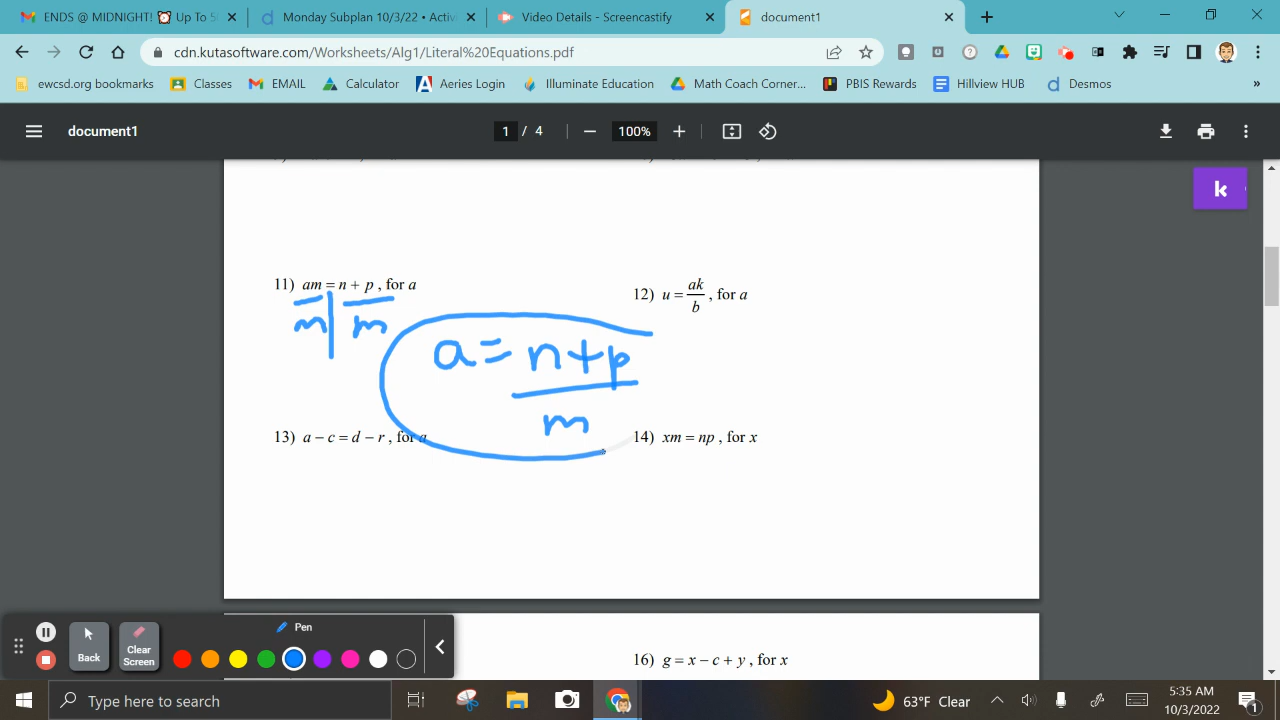 ENDS @ MIDNIGHT! ⏰ Up To 5
Monday Subplan 10/3/22 • Activi
Video Details - Screencastify
document1
cdn.kutasoftware.com/Worksheets/Alg1/Literal%20Equations.pdf
ewcsd.org bookmarks
Classes
EMAIL
Calculator
Aeries Login
Illuminate Education
Math Coach Corner...
PBIS Rewards
Hillview HUB
Desmos
»
document1
1 / 4
100%
k
11) am = n + p , for a
m | m
a = n + p
m
12) u = ak/b , for a
13) a − c = d − r , for a
14) xm = np , for x
16) g = x − c + y , for x
Pen
Back
Clear Screen
Type here to search
63°F Clear
5:35 AM
10/3/2022
1